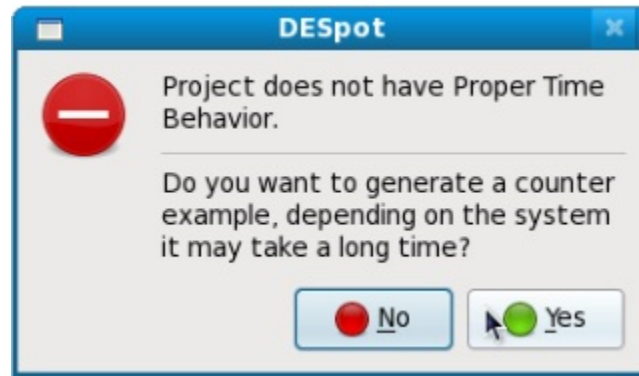 DESpot
Project does not have Proper Time
Behavior.
Do you want to generate a counter
example, depending on the system
it may take a long time?
No
Yes